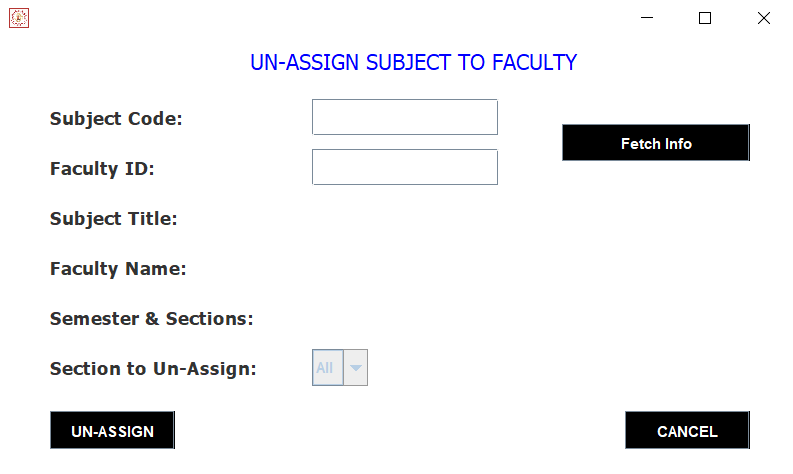 UN-ASSIGN SUBJECT TO FACULTY
Subject Code:
Fetch Info
Faculty ID:
Subject Title:
Faculty Name:
Semester & Sections:
Section to Un-Assign: All
UN-ASSIGN CANCEL